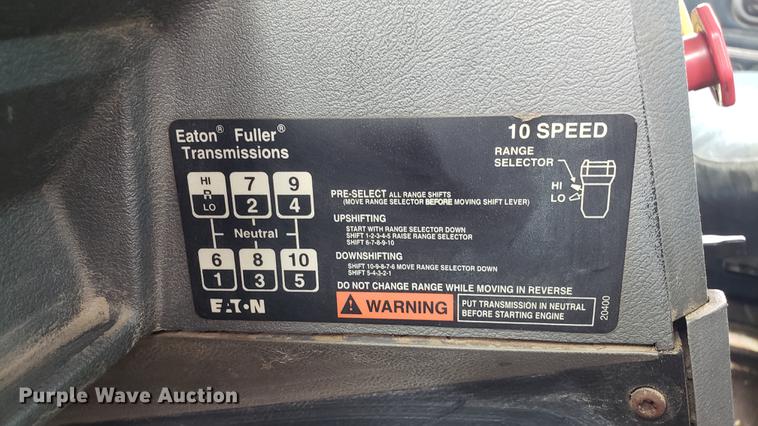 Eaton® Fuller®
Transmissions
10 SPEED
RANGE
SELECTOR
HI
LO
HI 7 9
R
LO 2 4
Neutral
6 8 10
1 3 5
EATON
PRE-SELECT ALL RANGE SHIFTS
(MOVE RANGE SELECTOR BEFORE MOVING SHIFT LEVER)
UPSHIFTING
START WITH RANGE SELECTOR DOWN
SHIFT 1-2-3-4-5 RAISE RANGE SELECTOR
SHIFT 6-7-8-9-10
DOWNSHIFTING
SHIFT 10-9-8-7-6 MOVE RANGE SELECTOR DOWN
SHIFT 5-4-3-2-1
DO NOT CHANGE RANGE WHILE MOVING IN REVERSE
WARNING
PUT TRANSMISSION IN NEUTRAL
BEFORE STARTING ENGINE
20400
Purple Wave Auction